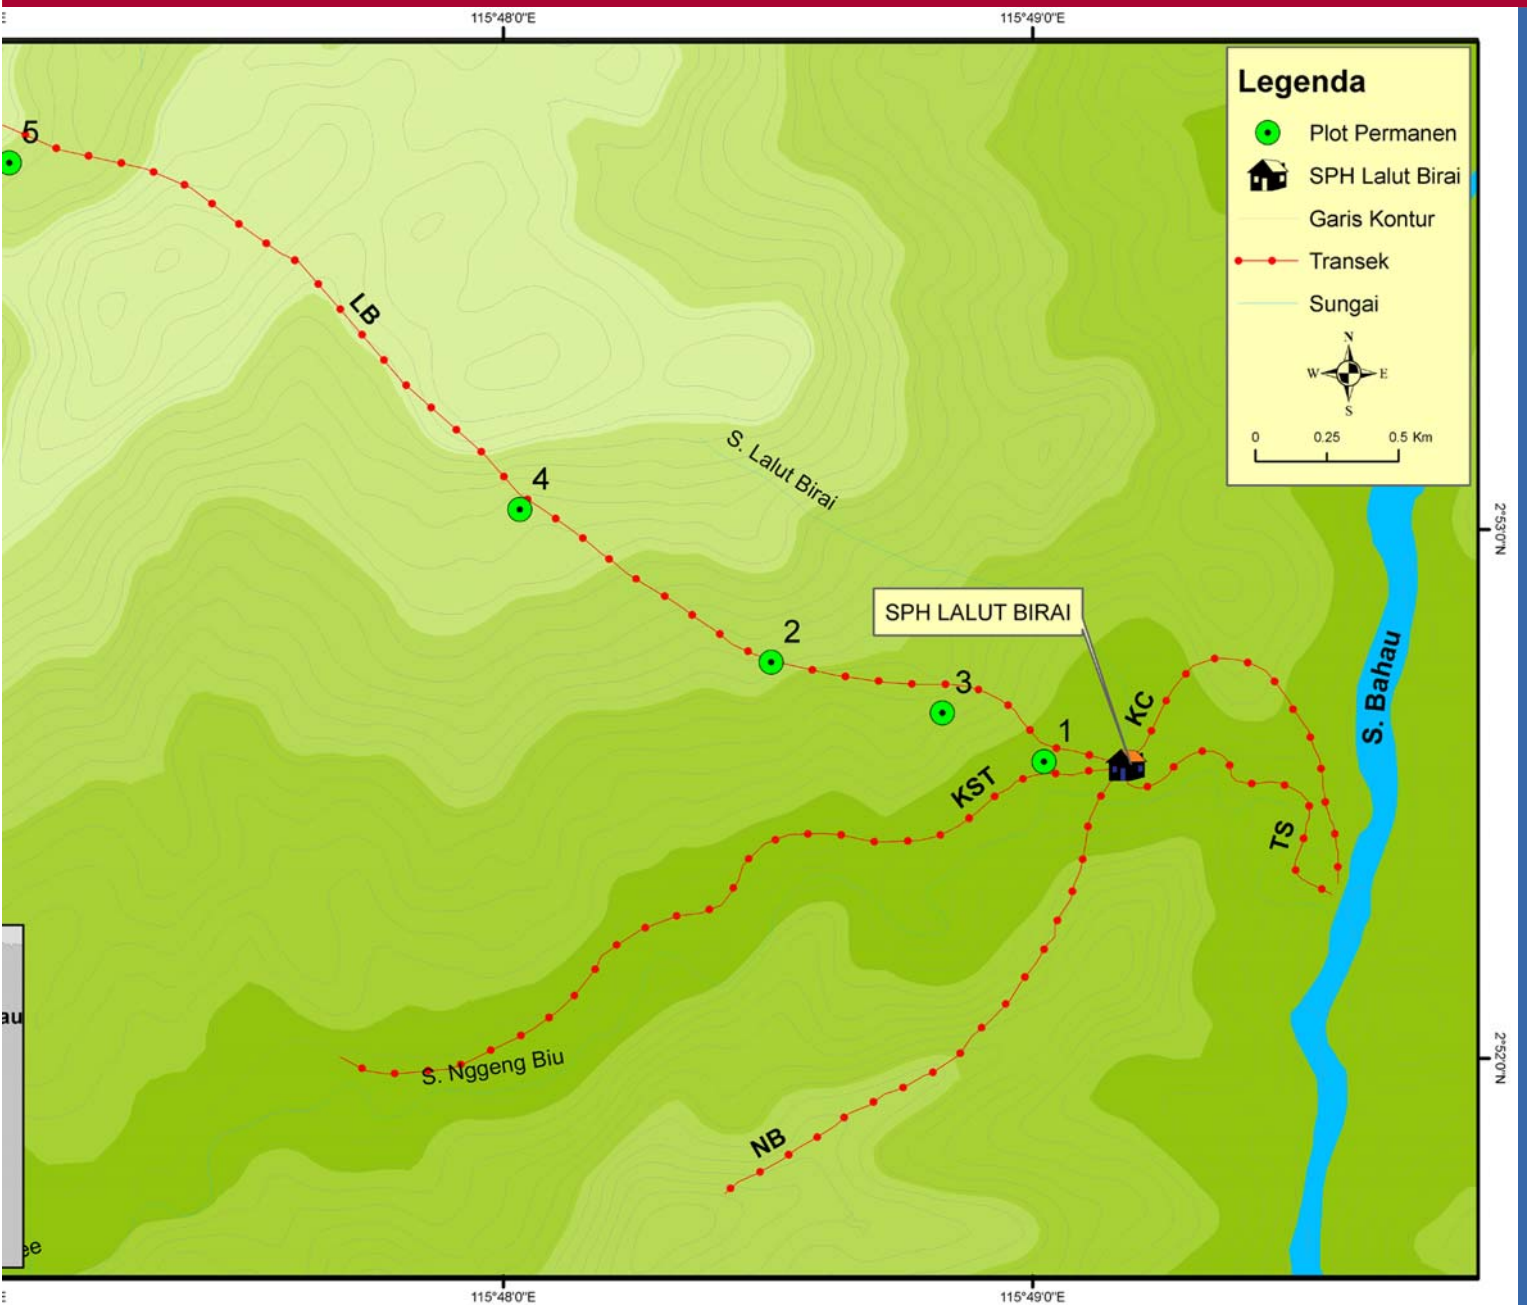 115°48'0"E
115°49'0"E
Legenda
Plot Permanen
SPH Lalut Birai
Garis Kontur
Transek
Sungai
N
W E
S
0 0.25 0.5 Km
5
LB
4
S. Lalut Birai
2°53'0"N
SPH LALUT BIRAI
2
3
1
KC
S. Bahau
KST
TS
au
S. Nggeng Biu
2°52'0"N
NB
ee
115°48'0"E
115°49'0"E